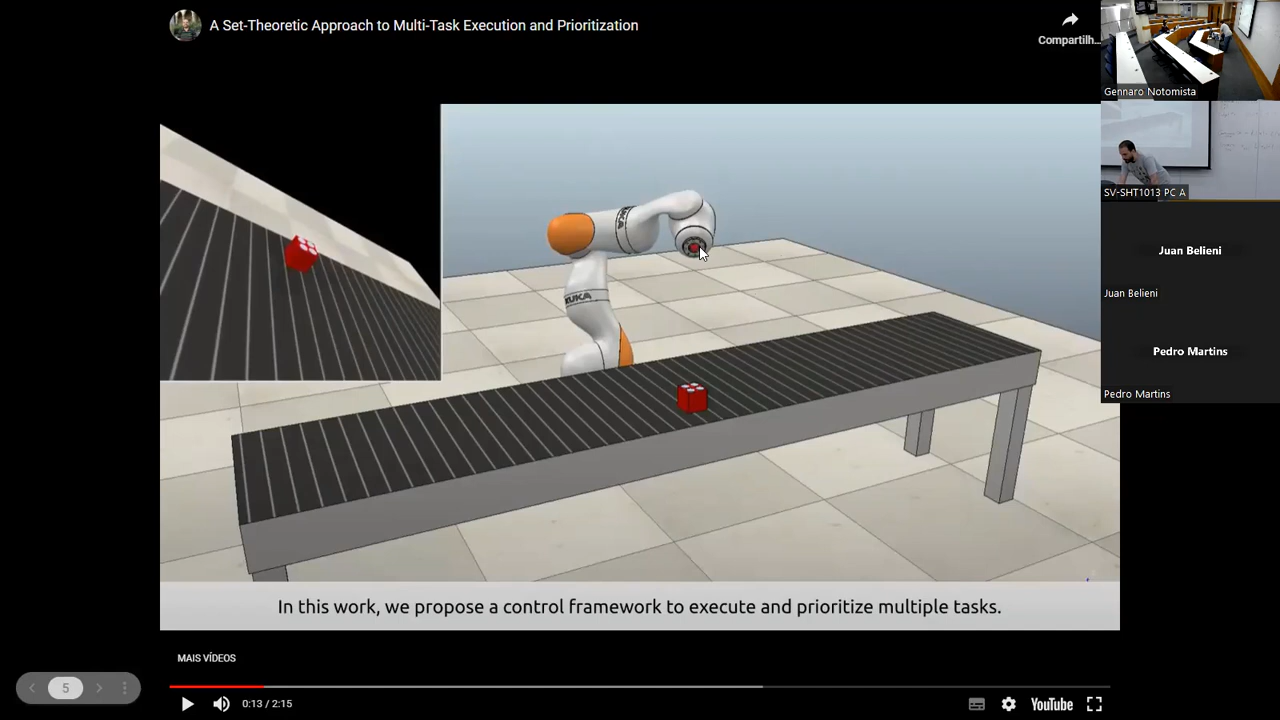 A Set-Theoretic Approach to Multi-Task Execution and Prioritization
Compartilh...
Gennaro Notomista
SV-SHT1013 PC A
Juan Belieni
Juan Belieni
Pedro Martins
Pedro Martins
KUKA
In this work, we propose a control framework to execute and prioritize multiple tasks.
MAIS VÍDEOS
5
0:13 / 2:15
YouTube